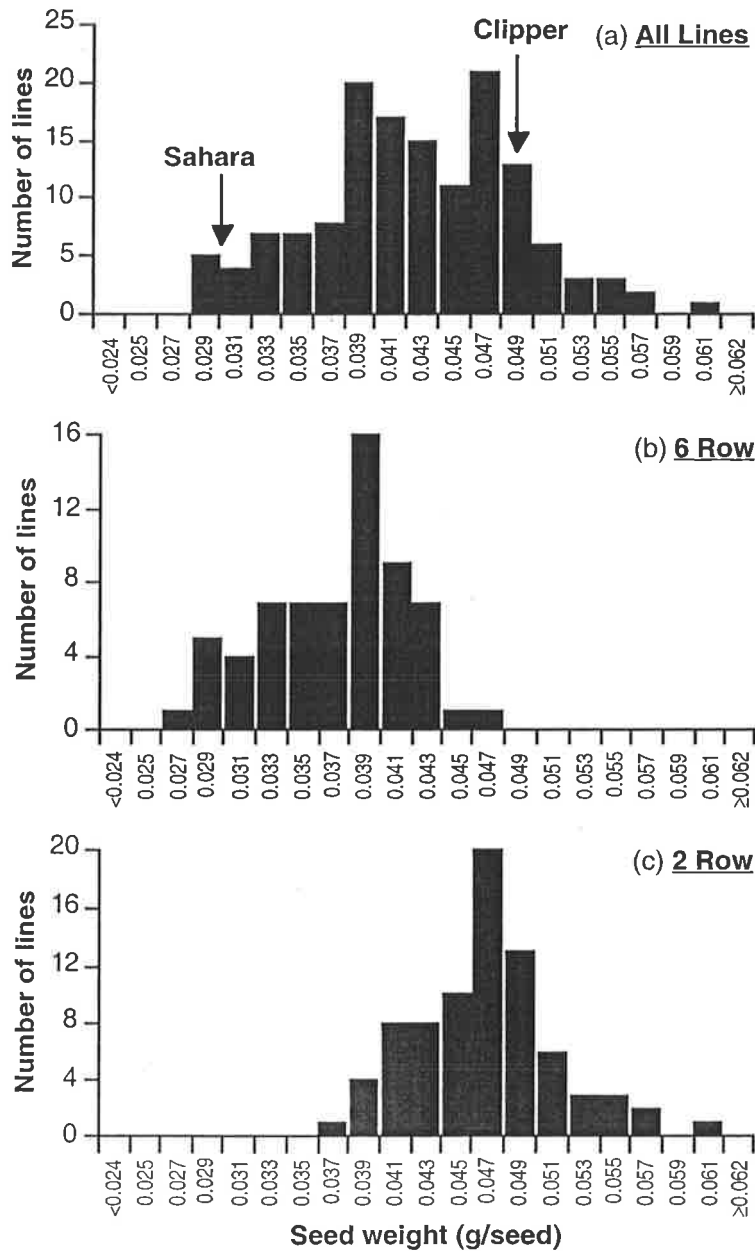 (a) All Lines
Clipper
Sahara
Number of lines
25
20
15
10
5
0
<0.024 0.025 0.027 0.029 0.031 0.033 0.035 0.037 0.039 0.041 0.043 0.045 0.047 0.049 0.051 0.053 0.055 0.057 0.059 0.061 ≥0.062
(b) 6 Row
Number of lines
16
12
8
4
0
<0.024 0.025 0.027 0.029 0.031 0.033 0.035 0.037 0.039 0.041 0.043 0.045 0.047 0.049 0.051 0.053 0.055 0.057 0.059 0.061 ≥0.062
(c) 2 Row
Number of lines
20
16
12
8
4
0
<0.024 0.025 0.027 0.029 0.031 0.033 0.035 0.037 0.039 0.041 0.043 0.045 0.047 0.049 0.051 0.053 0.055 0.057 0.059 0.061 ≥0.062
Seed weight (g/seed)